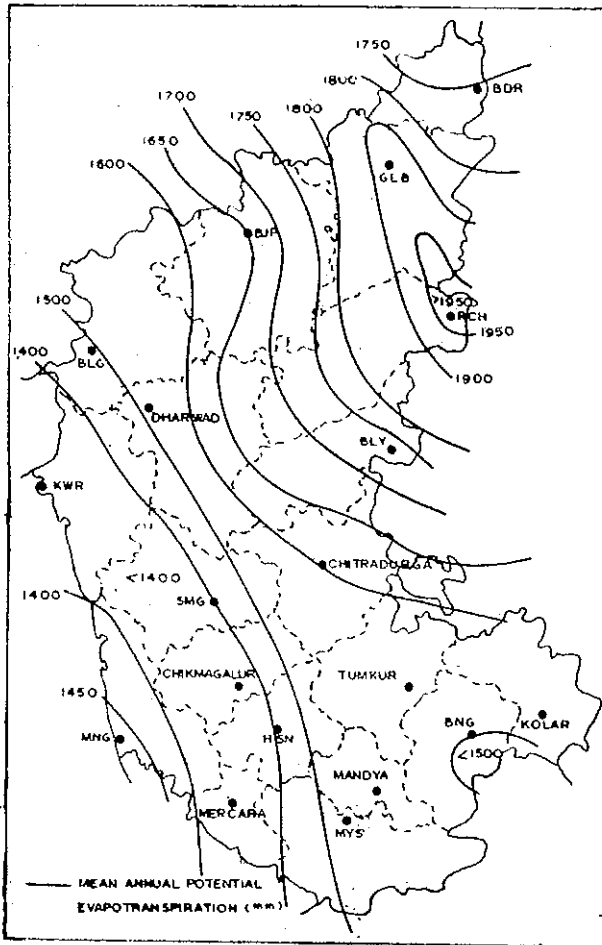 1750
1800
BDR
1700
1750
1800
1650
1600
GLB
BJP
1500
>1950
RCH
1950
1400
BLG
1900
DHARWAD
BLY
KWR
CHITRADURGA
<1400
1400
SMG
CHIKMAGALUR
TUMKUR
1450
MNG
HSN
BNG
KOLAR
<1500
MANDYA
MERCARA
MYS
MEAN ANNUAL POTENTIAL
EVAPOTRANSPIRATION (mm)